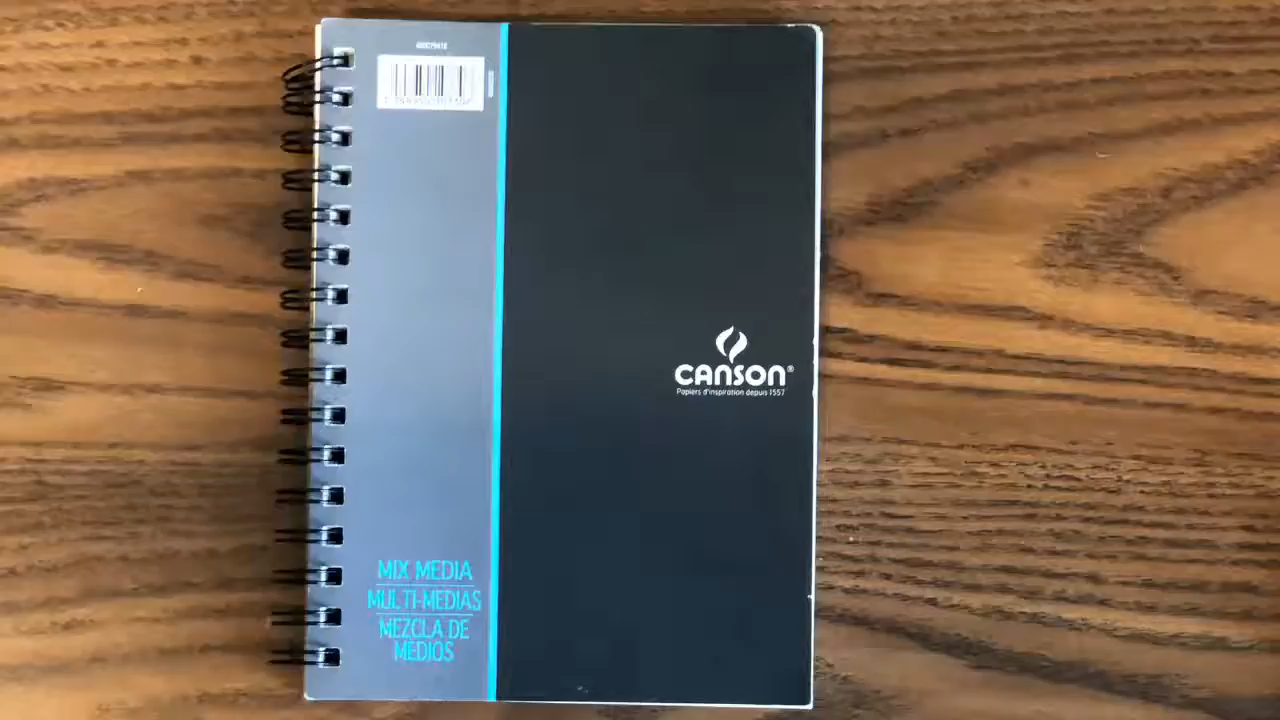 CANSON®
Papiers d'inspiration depuis 1557
MIX MEDIA
MULTI-MEDIAS
MEZCLA DE
MEDIOS